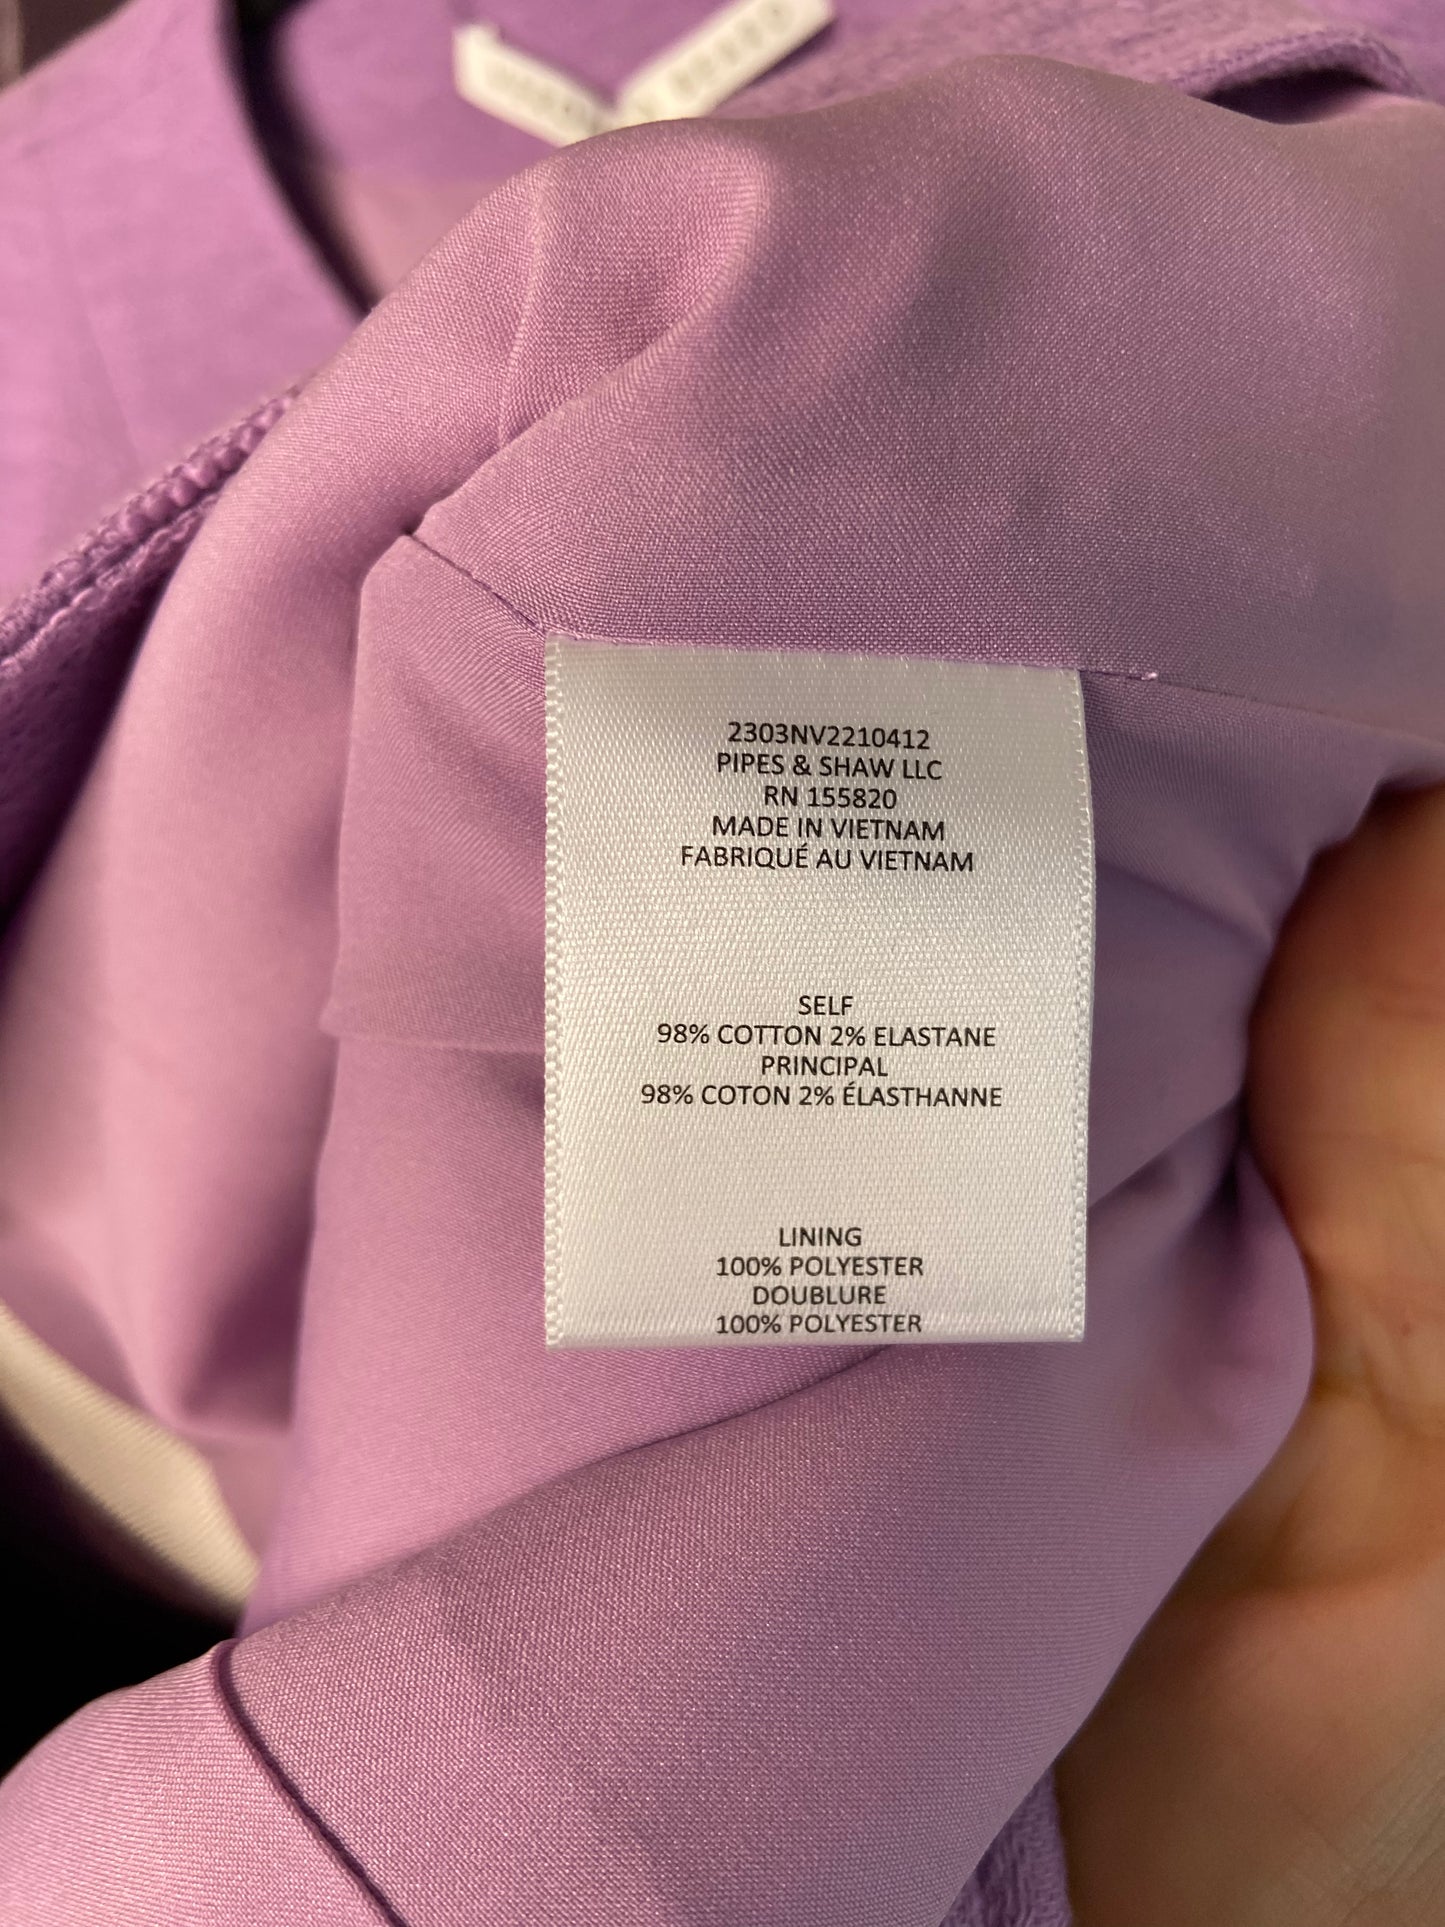 2303NV2210412
PIPES & SHAW LLC
RN 155820
MADE IN VIETNAM
FABRIQUÉ AU VIETNAM
SELF
98% COTTON 2% ELASTANE
PRINCIPAL
98% COTON 2% ÉLASTHANNE
LINING
100% POLYESTER
DOUBLURE
100% POLYESTER